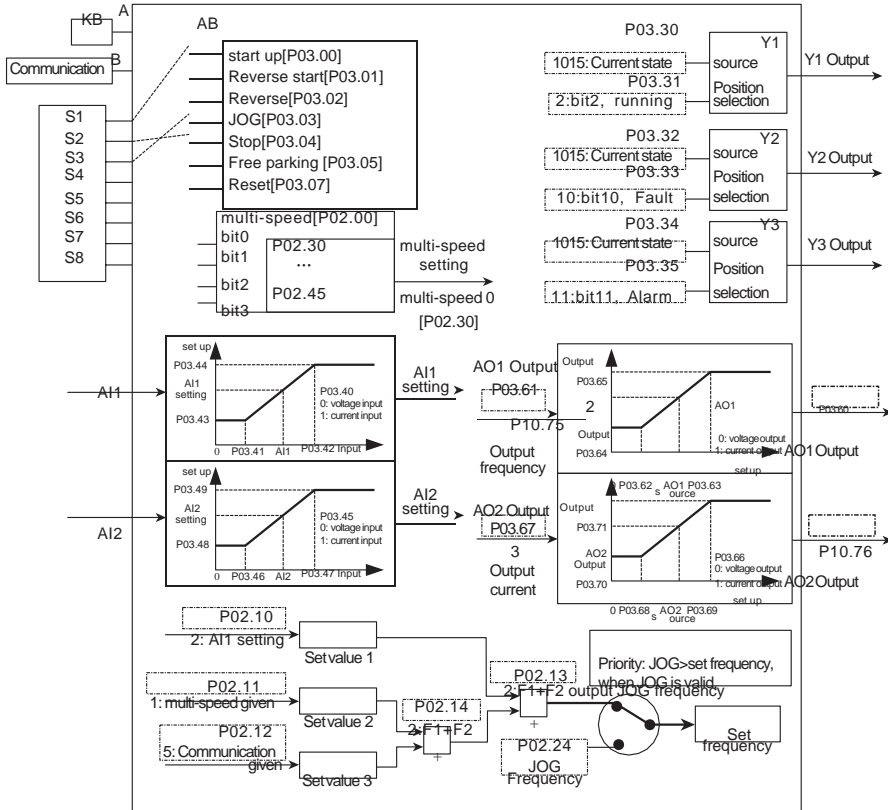 A
KB
B
Communication
S1
S2
S3
S4
S5
S6
S7
S8
AB
start up[P03.00]
Reverse start[P03.01]
Reverse[P03.02]
JOG[P03.03]
Stop[P03.04]
Free parking [P03.05]
Reset[P03.07]
multi-speed[P02.00]
bit0
bit1
bit2
bit3
P02.30
...
P02.45
multi-speed
setting
multi-speed 0
[P02.30]
P03.30
1015: Current state
P03.31
2:bit2, running
Y1
source
Position
selection
Y1 Output
P03.32
1015: Current state
P03.33
10:bit10, Fault
Y2
source
Position
selection
Y2 Output
P03.34
1015: Current state
P03.35
11:bit11, Alarm
Y3
source
Position
selection
Y3 Output
AI1
set up
P03.44
AI1
setting
P03.43
0 P03.41 AI1 P03.42 Input
P03.40
0: voltage input
1: current input
AI1
setting
AI2
set up
P03.49
AI2
setting
P03.48
0 P03.46 AI2 P03.47 Input
P03.45
0: voltage input
1: current input
AI2
setting
AO1 Output
P03.61
2
P10.75
Output
frequency
Output
P03.65
Output
P03.64
AO1
0: voltage output
1: current output
set up
0 P03.62 s AO1 P03.63
ource
P03.60
AO1 Output
AO2 Output
P03.67
3
Output
current
Output
P03.71
AO2
Output
P03.70
P03.66
0: voltage output
1: current output
set up
0 P03.68 s AO2 P03.69
ource
P10.76
AO2 Output
P02.10
2: AI1 setting
Set value 1
P02.11
1: multi-speed given
Set value 2
P02.12
5: Communication
given
Set value 3
P02.14
2:F1+F2
+
P02.13
2:F1+F2 output JOG frequency
+
Priority: JOG>set frequency,
when JOG is valid,
P02.24
JOG
Frequency
Set
frequency